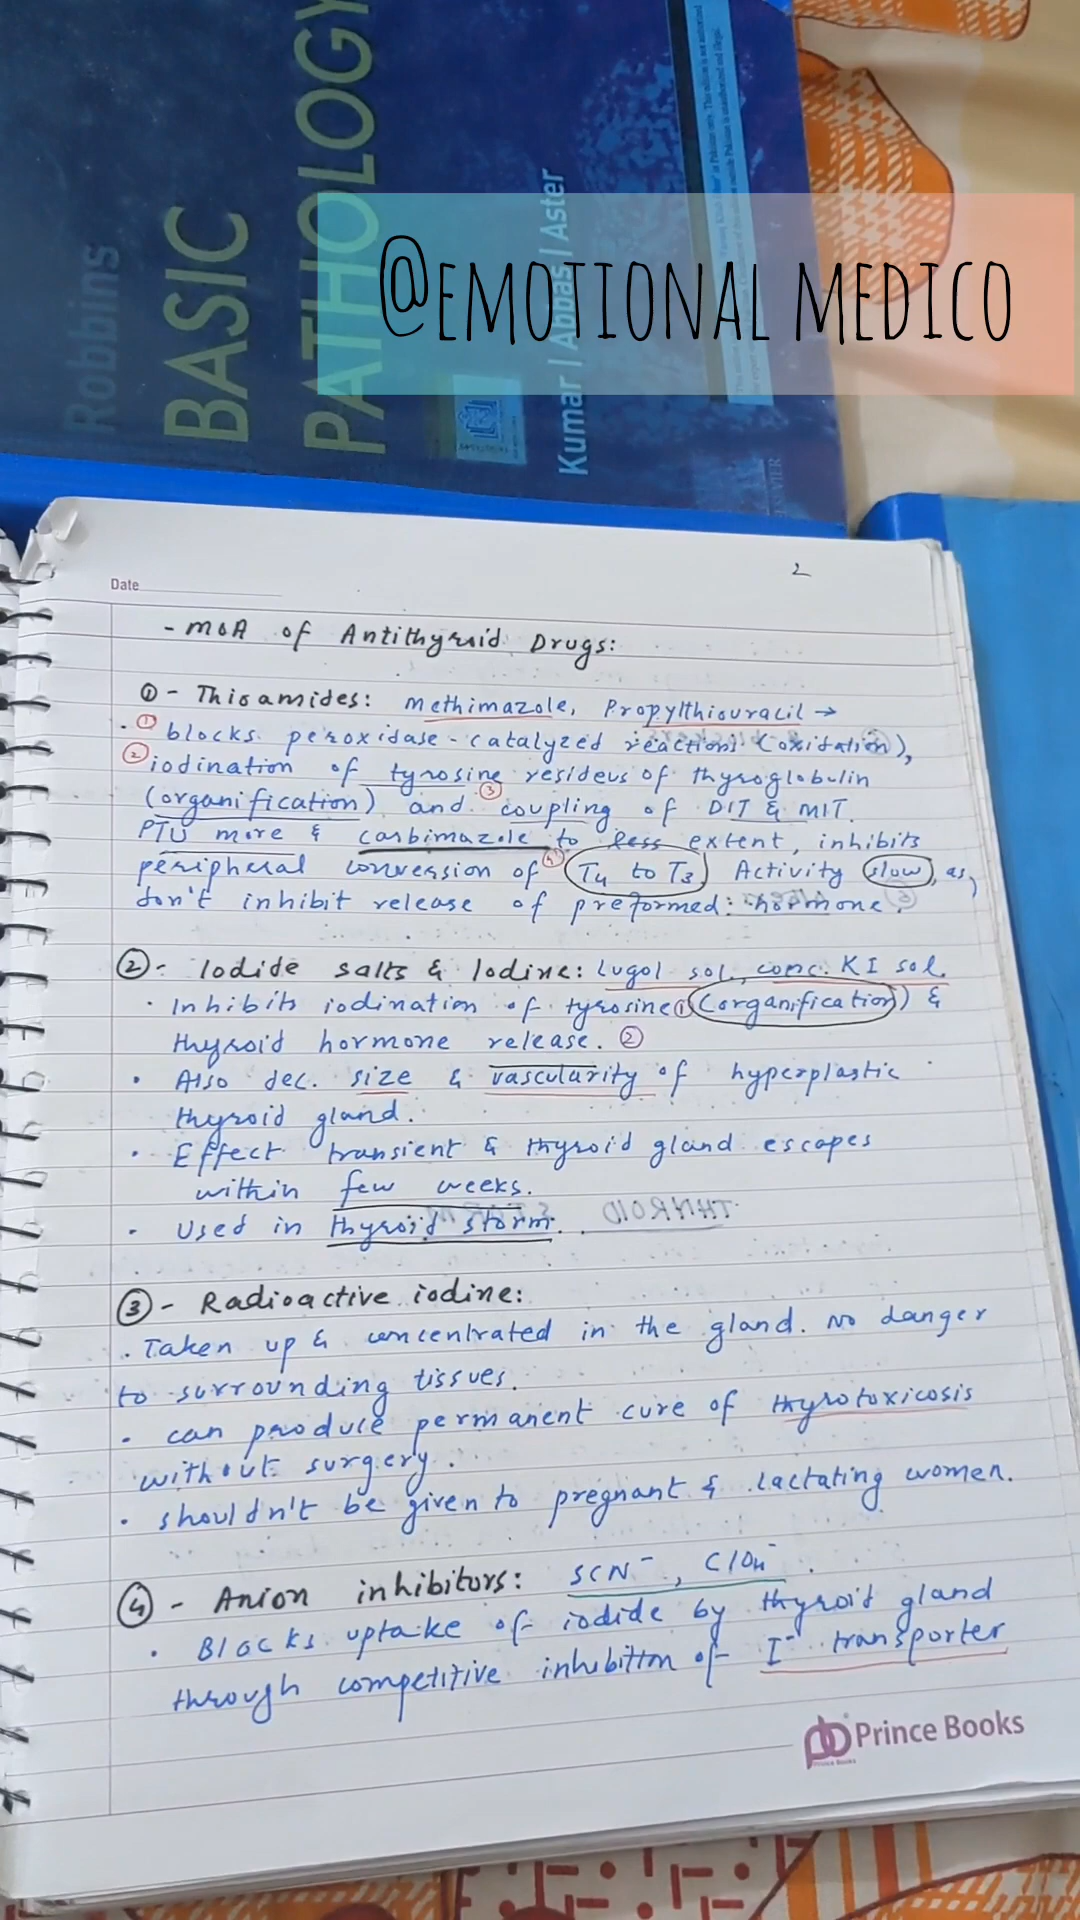 Robbins
BASIC
PATHOLOGY
Kumar | Abbas | Aster
@EMOTIONAL MEDICO
2
Date
- MOA of Antithyroid Drugs:
① - Thioamides: Methimazole, Propylthiouracil →
① blocks peroxidase-catalyzed reactions (oxidation),
② iodination of tyrosine resideus of thyroglobulin
(organification) and ③ coupling of DIT & MIT.
PTU more & carbimazole to less extent, inhibits
peripheral conversion of ④ T4 to T3. Activity slow, as
don't inhibit release of preformed hormone.
② - Iodide salts & Iodine: Lugol sol., conc. KI sol.
· Inhibits iodination of tyrosine ① (organification) &
thyroid hormone release. ②
· Also dec. size & vascularity of hyperplastic
thyroid gland.
· Effect transient & thyroid gland escapes
within few weeks.
· Used in thyroid storm.
③ - Radioactive iodine:
· Taken up & concentrated in the gland. No danger
to surrounding tissues.
· can produce permanent cure of thyrotoxicosis
without surgery.
· shouldn't be given to pregnant & lactating women.
④ - Anion inhibitors: SCN⁻, ClO4⁻
· Blocks uptake of iodide by thyroid gland
through competitive inhibition of I⁻ transporter
Prince Books